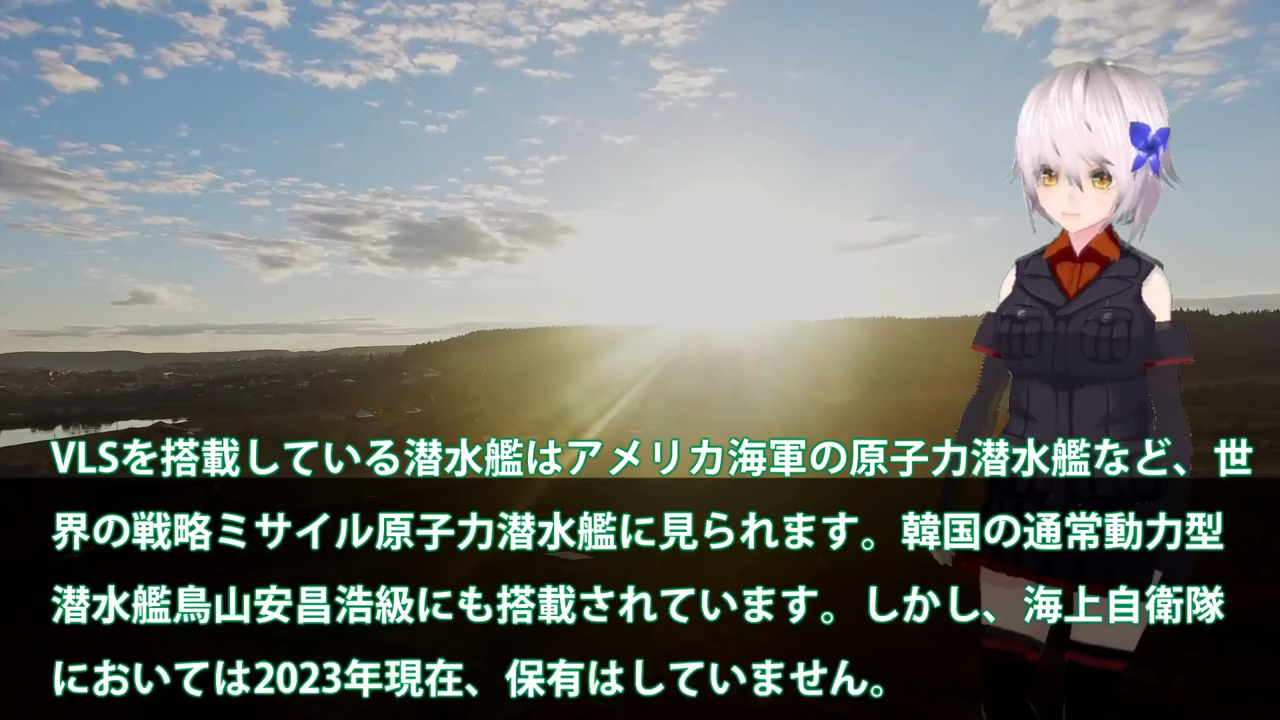 VLSを搭載している潜水艦はアメリカ海軍の原子力潜水艦など、世
界の戦略ミサイル原子力潜水艦に見られます。韓国の通常動力型
潜水艦鳥山安昌浩級にも搭載されています。しかし、海上自衛隊
においては2023年現在、保有はしていません。